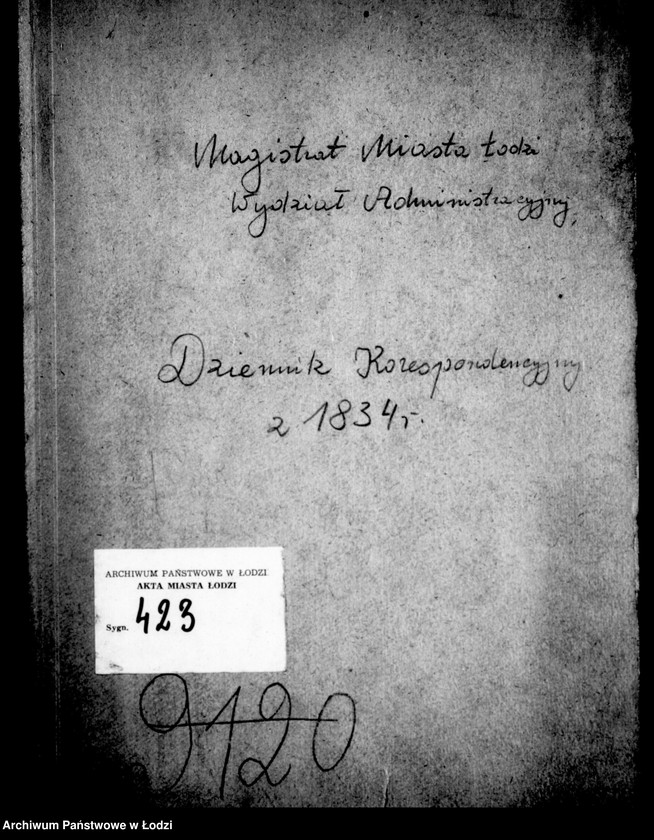 Magistrat Miasta Łodzi
Wydział Administracyjny,
Dziennik Korespondencyjny
z 1834 r.
ARCHIWUM PAŃSTWOWE W ŁODZI
AKTA MIASTA ŁODZI
Sygn. 423
9120
Archiwum Państwowe w Łodzi